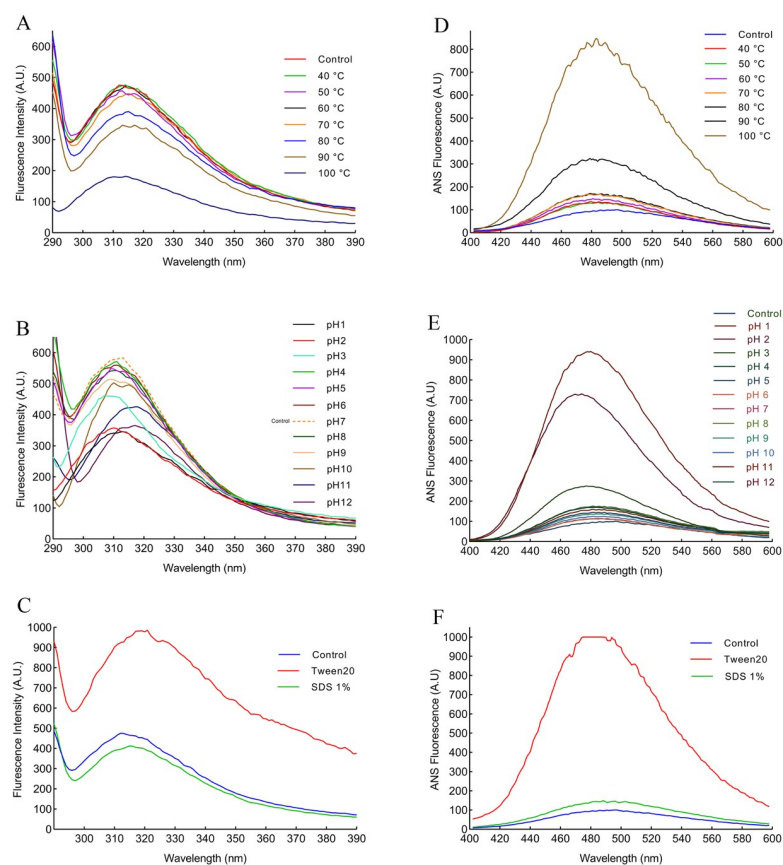 A
Flurescence Intensity (A.U.)
600
500
400
300
200
100
0
290 300 310 320 330 340 350 360 370 380 390
Wavelength (nm)
Control
40 °C
50 °C
60 °C
70 °C
80 °C
90 °C
100 °C
D
ANS Fluorescence (A.U)
800
700
600
500
400
300
200
100
0
400 420 440 460 480 500 520 540 560 580 600
Wavelength (nm)
Control
40 °C
50 °C
60 °C
70 °C
80 °C
90 °C
100 °C
B
Flurescence Intensity (A.U.)
600
500
400
300
200
100
0
290 300 310 320 330 340 350 360 370 380 390
Wavelength (nm)
pH1
pH2
pH3
pH4
pH5
pH6
Control pH7
pH8
pH9
pH10
pH11
pH12
E
ANS Fluorescence (A.U)
1000
900
800
700
600
500
400
300
200
100
0
400 420 440 460 480 500 520 540 560 580 600
Wavelength (nm)
Control
pH 1
pH 2
pH 3
pH 4
pH 5
pH 6
pH 7
pH 8
pH 9
pH 10
pH 11
pH 12
C
Flurescence Intensity (A.U.)
1000
900
800
700
600
500
400
300
200
100
0
300 310 320 330 340 350 360 370 380 390
Wavelength (nm)
Control
Tween20
SDS 1%
F
ANS Fluorescence (A.U)
1000
900
800
700
600
500
400
300
200
100
0
400 420 440 460 480 500 520 540 560 580 600
Wavelength (nm)
Control
Tween20
SDS 1%